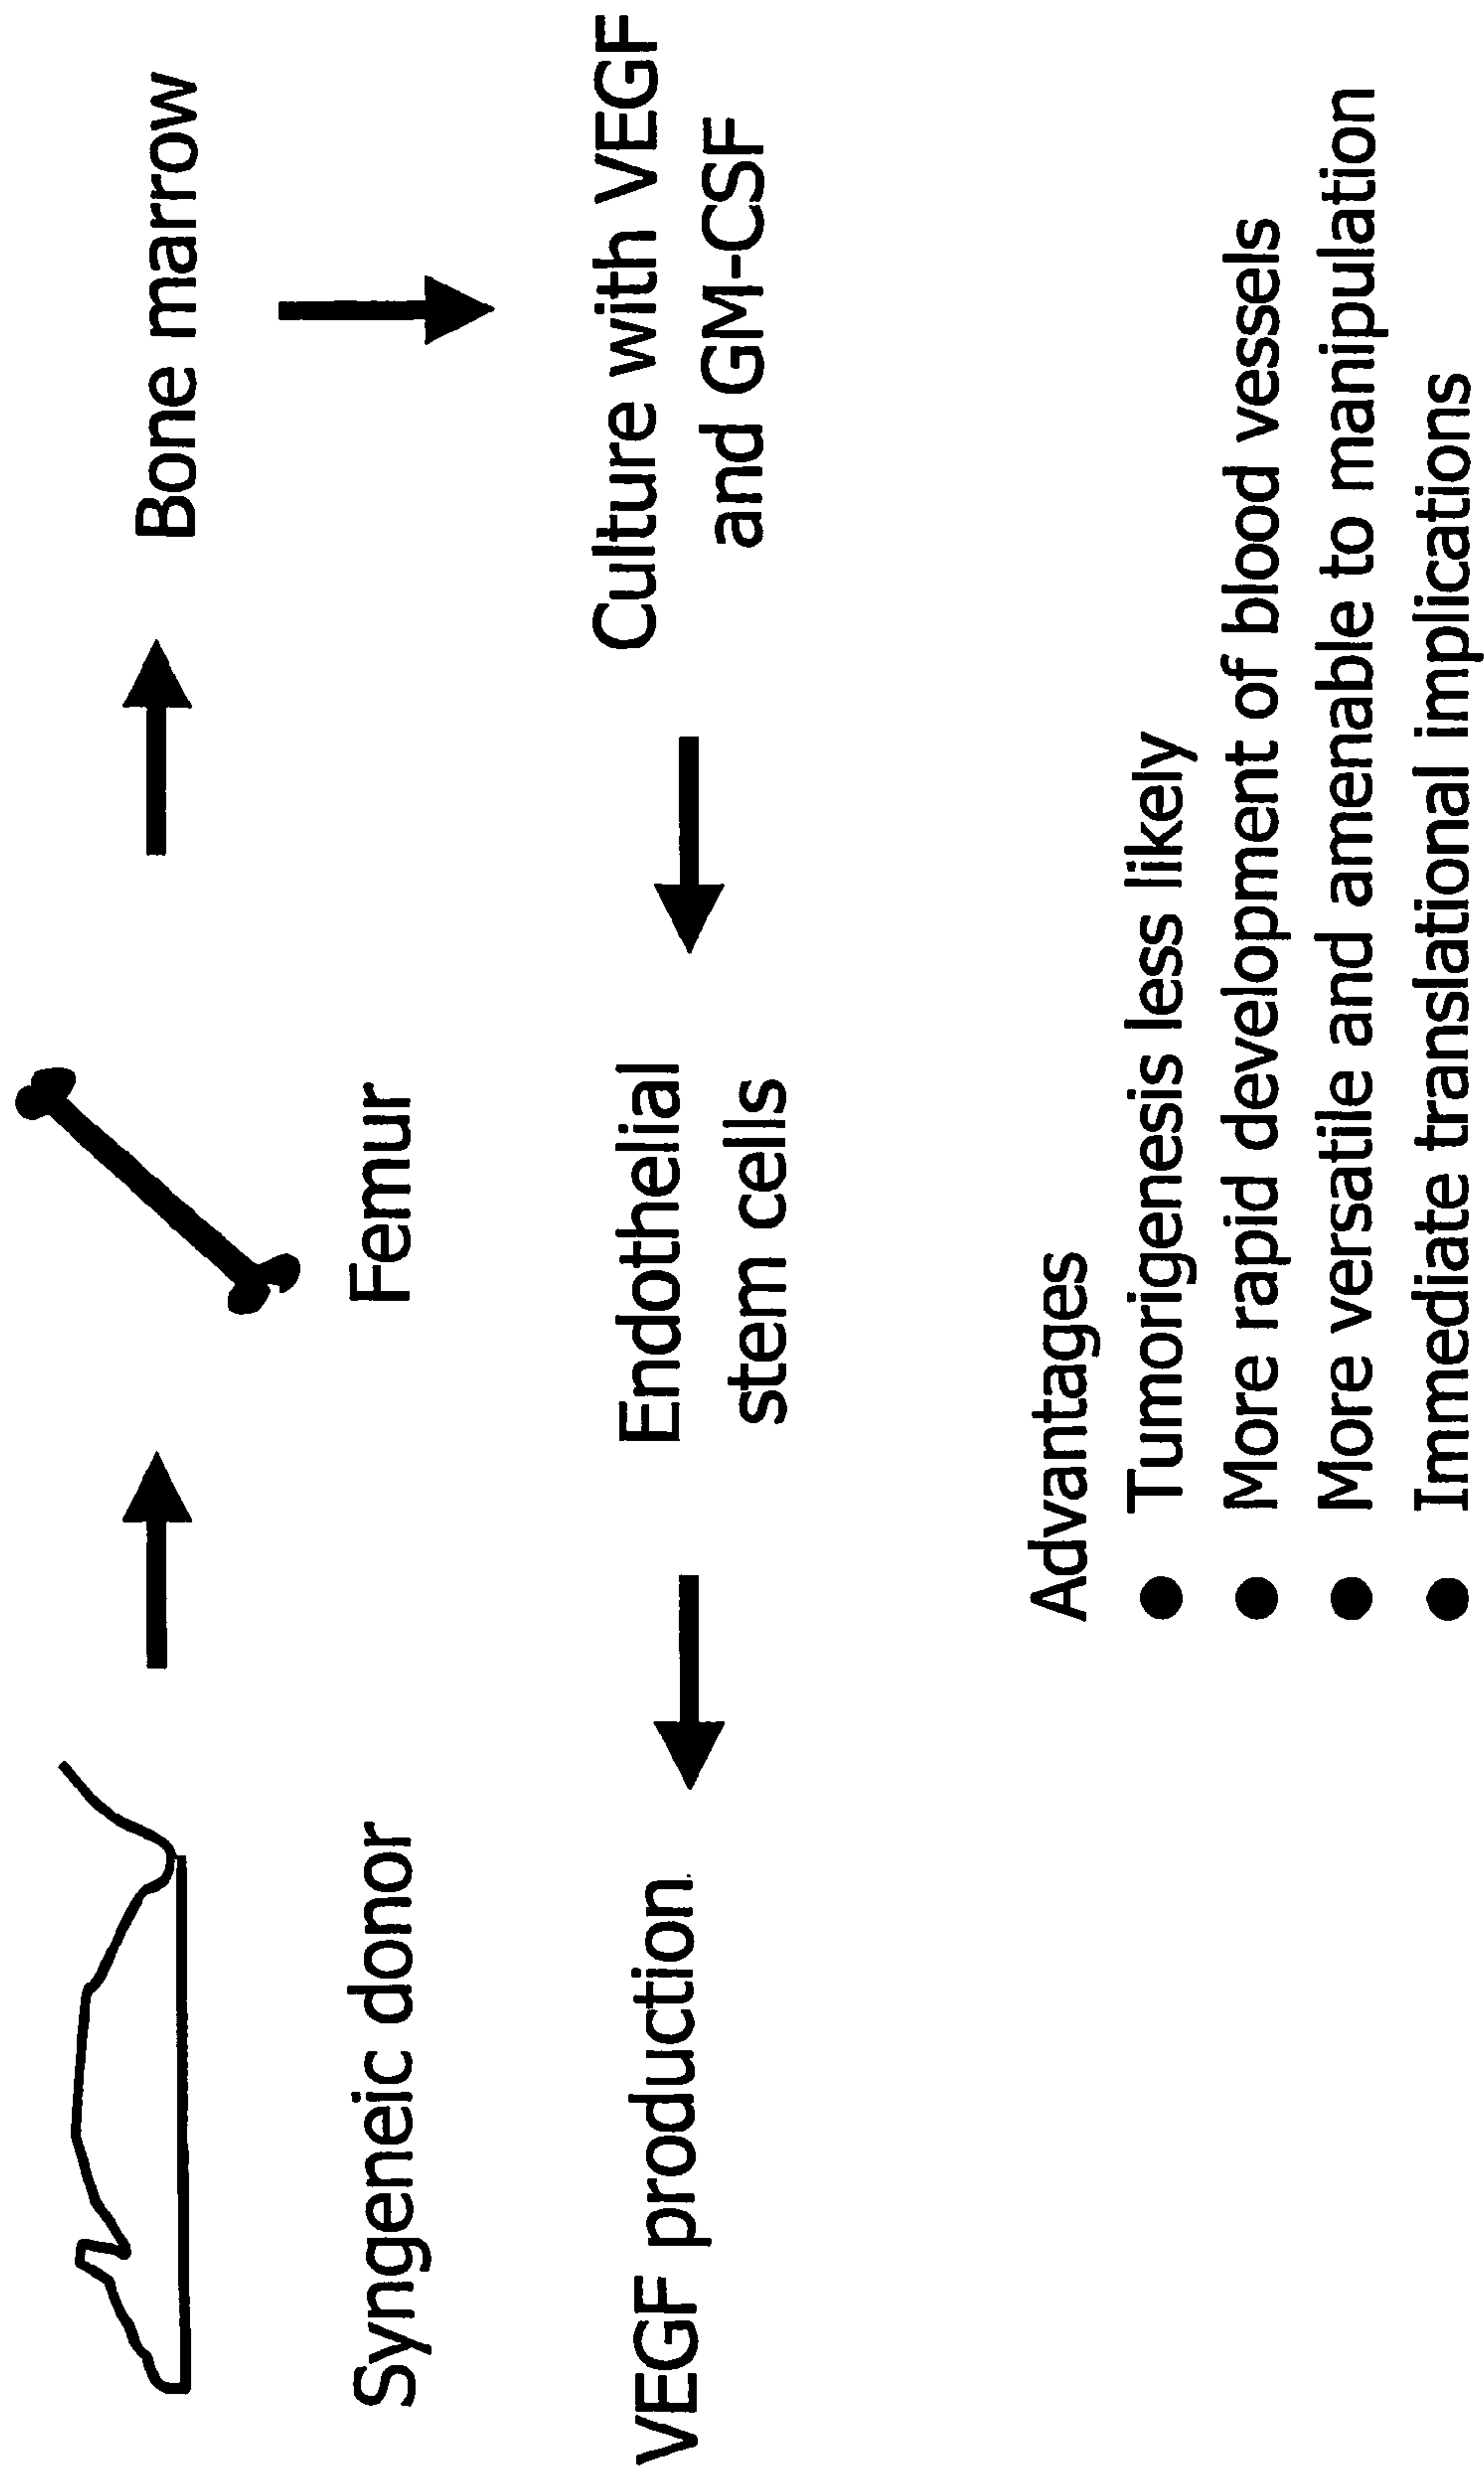 Syngeneic donor
Femur
Bone marrow
Culture with VEGF
and GM-CSF
Endothelial
stem cells
VEGF production
Advantages
● Tumorigenesis less likely
● More rapid development of blood vessels
● More versatile and amenable to manipulation
● Immediate translational implications